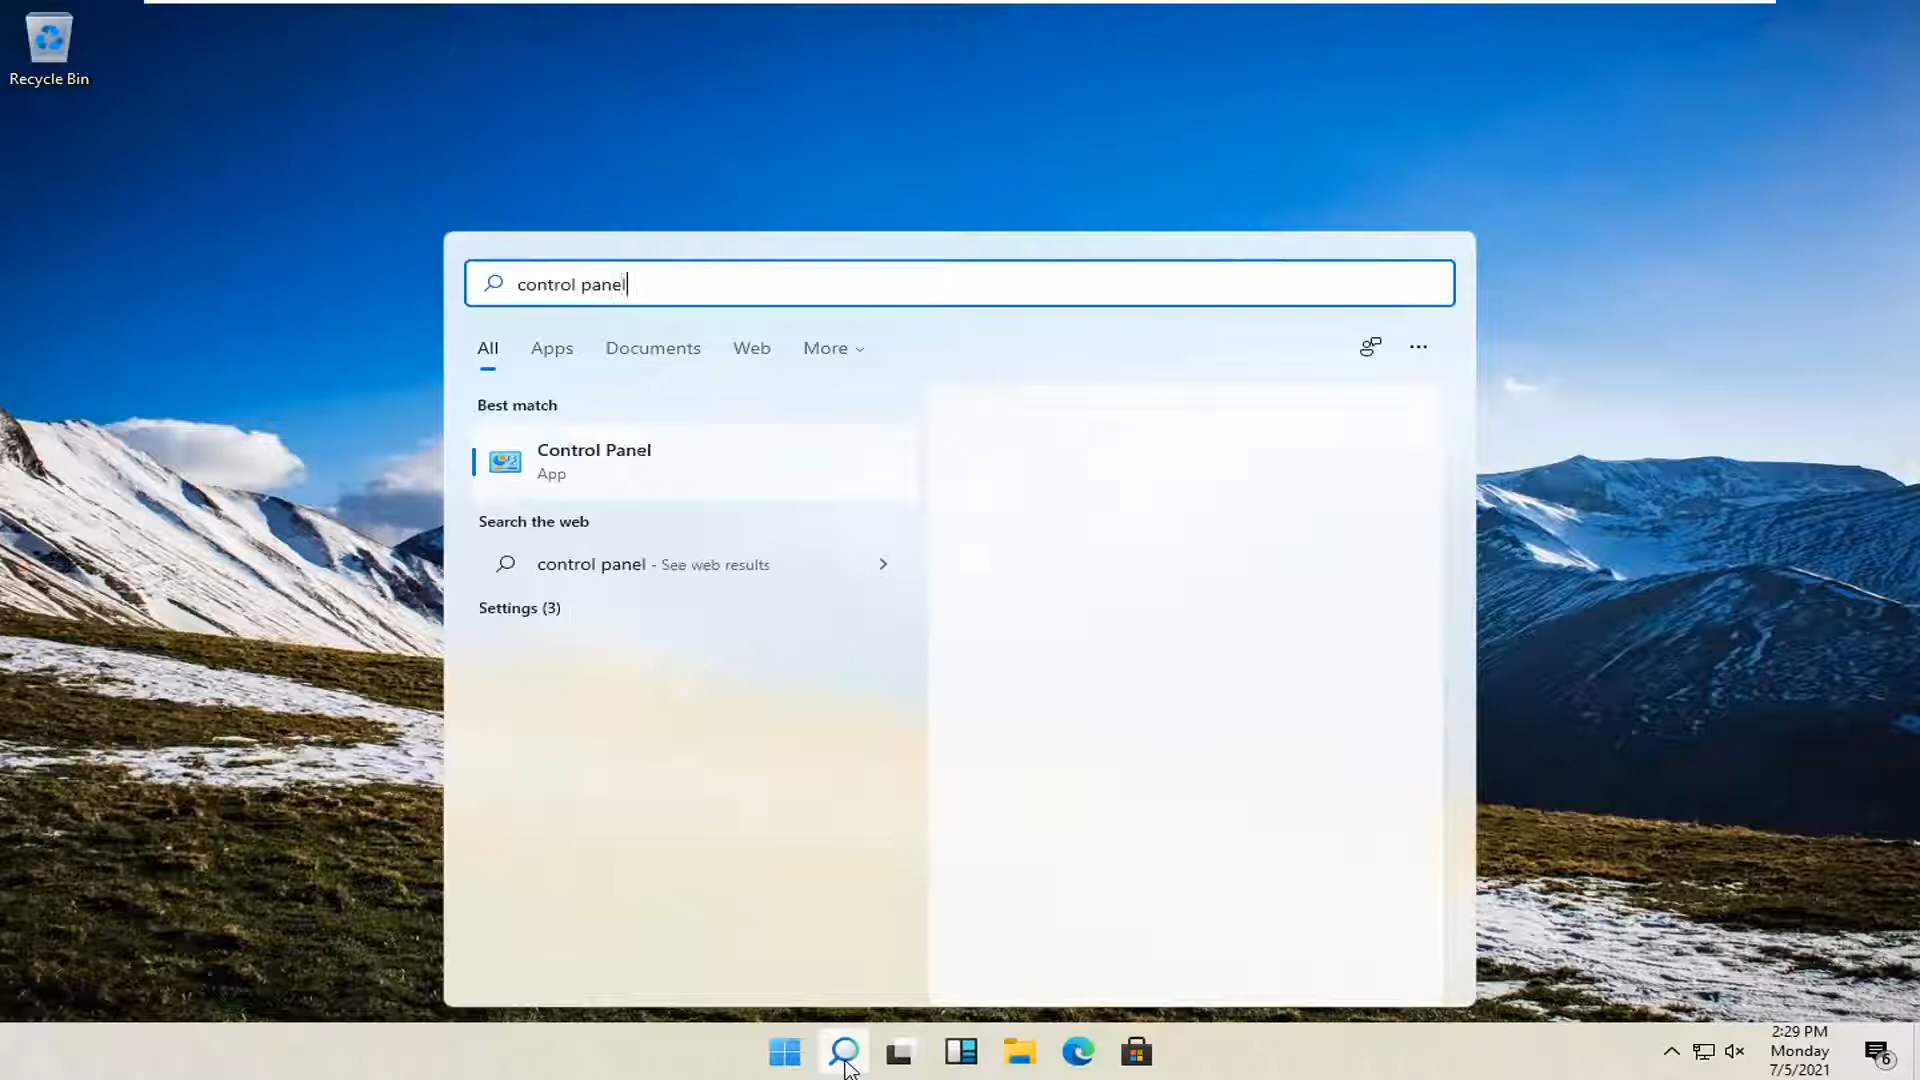 Recycle Bin
control panel
All Apps Documents Web More
Best match
Control Panel
App
Search the web
control panel - See web results
Settings (3)
2:29 PM
Monday
7/5/2021
6